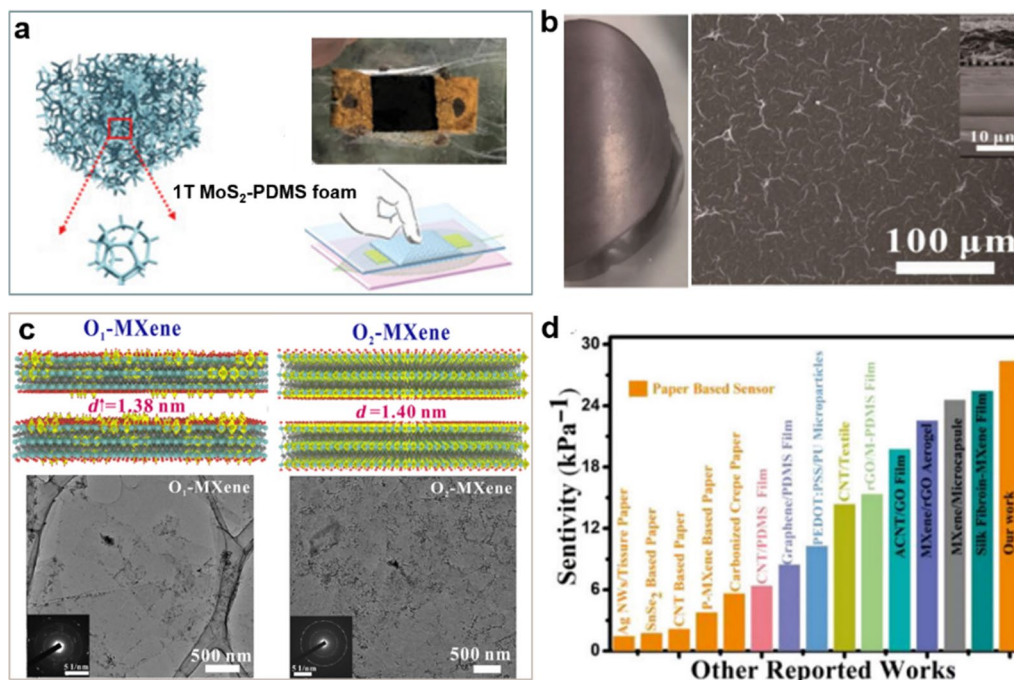 a
1T MoS₂-PDMS foam
b
10 μm
100 μm
c
O₁-MXene
O₂-MXene
d=1.38 nm
d=1.40 nm
O₁-MXene
O₂-MXene
5 1/nm
500 nm
5 1/nm
500 nm
d
Sentivity (kPa⁻¹)
30
24
18
12
6
0
Paper Based Sensor
Ag NWs/Tissue Paper
SnSe₂ Based Paper
CNT Based Paper
P-MXene Based Paper
Carbonized Crepe Paper
CNT/PDMS Film
Graphene/PDMS Film
PEDOT:PSS/PU Microparticles
CNT/Textile
rGO/M-PDMS Film
ACNT/GO Film
MXene/rGO Aerogel
MXene/Microcapsule
Silk Fibroin-MXene Film
Our work
Other Reported Works